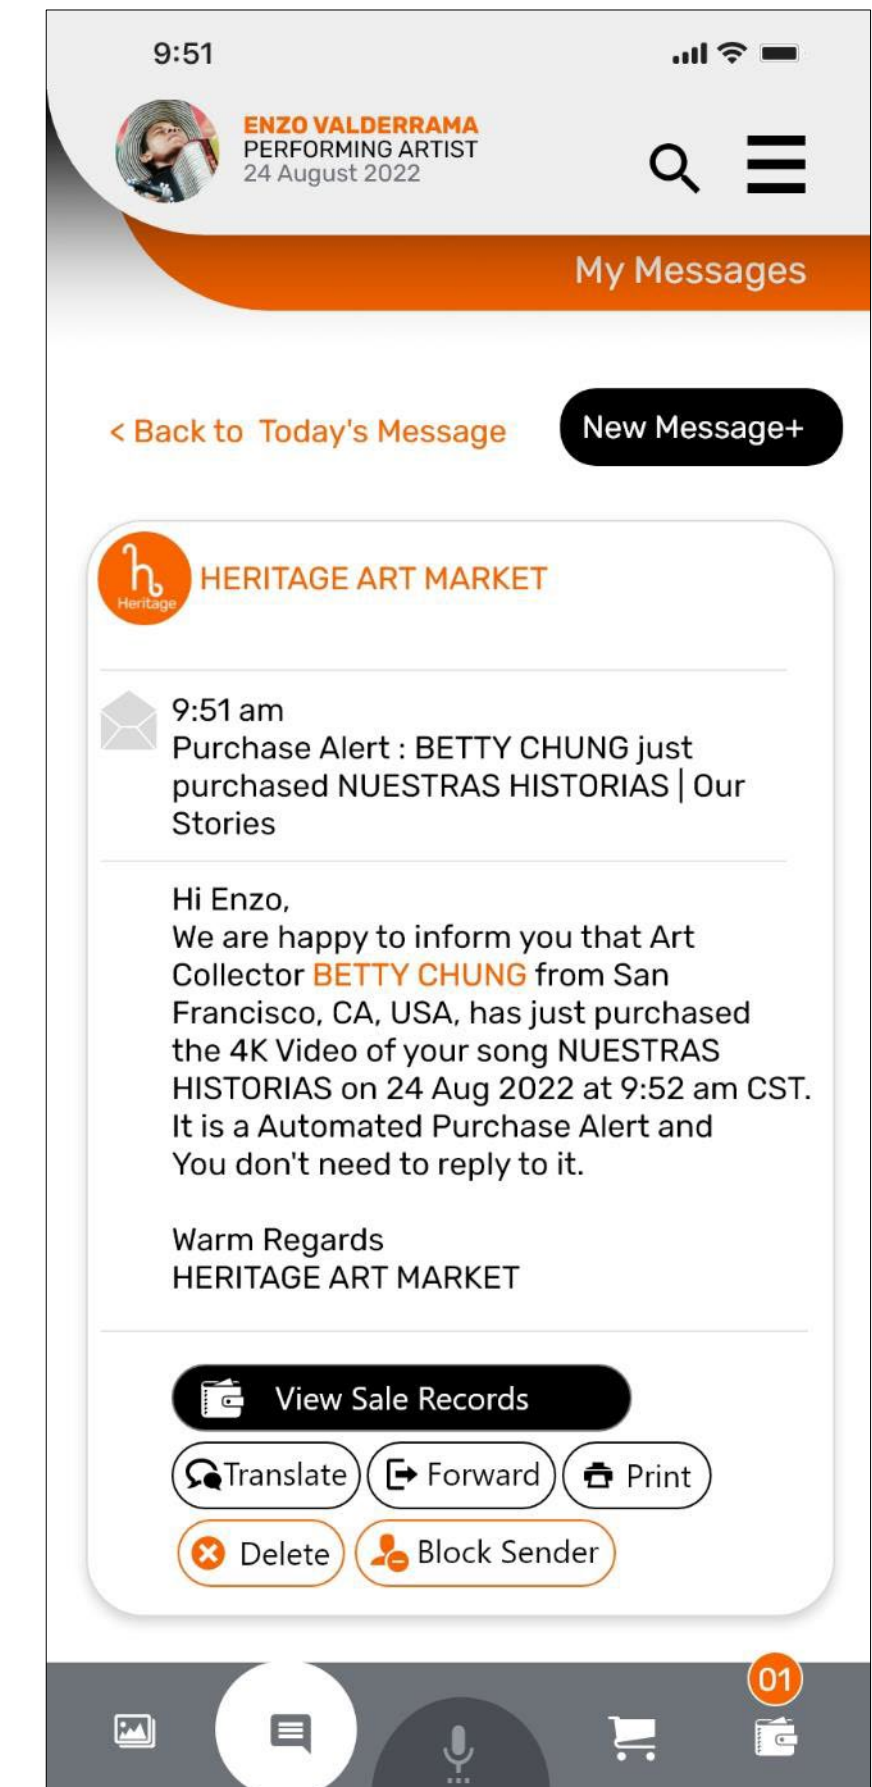 9:51
ENZO VALDERRAMA
PERFORMING ARTIST
24 August 2022
My Messages
< Back to  Today's Message
New Message+
h
Heritage
HERITAGE ART MARKET
9:51 am
Purchase Alert : BETTY CHUNG just
purchased NUESTRAS HISTORIAS | Our
Stories
Hi Enzo,
We are happy to inform you that Art
Collector BETTY CHUNG from San
Francisco, CA, USA, has just purchased
the 4K Video of your song NUESTRAS
HISTORIAS on 24 Aug 2022 at 9:52 am CST.
It is a Automated Purchase Alert and
You don't need to reply to it.
Warm Regards
HERITAGE ART MARKET
View Sale Records
Translate
Forward
Print
Delete
Block Sender
01